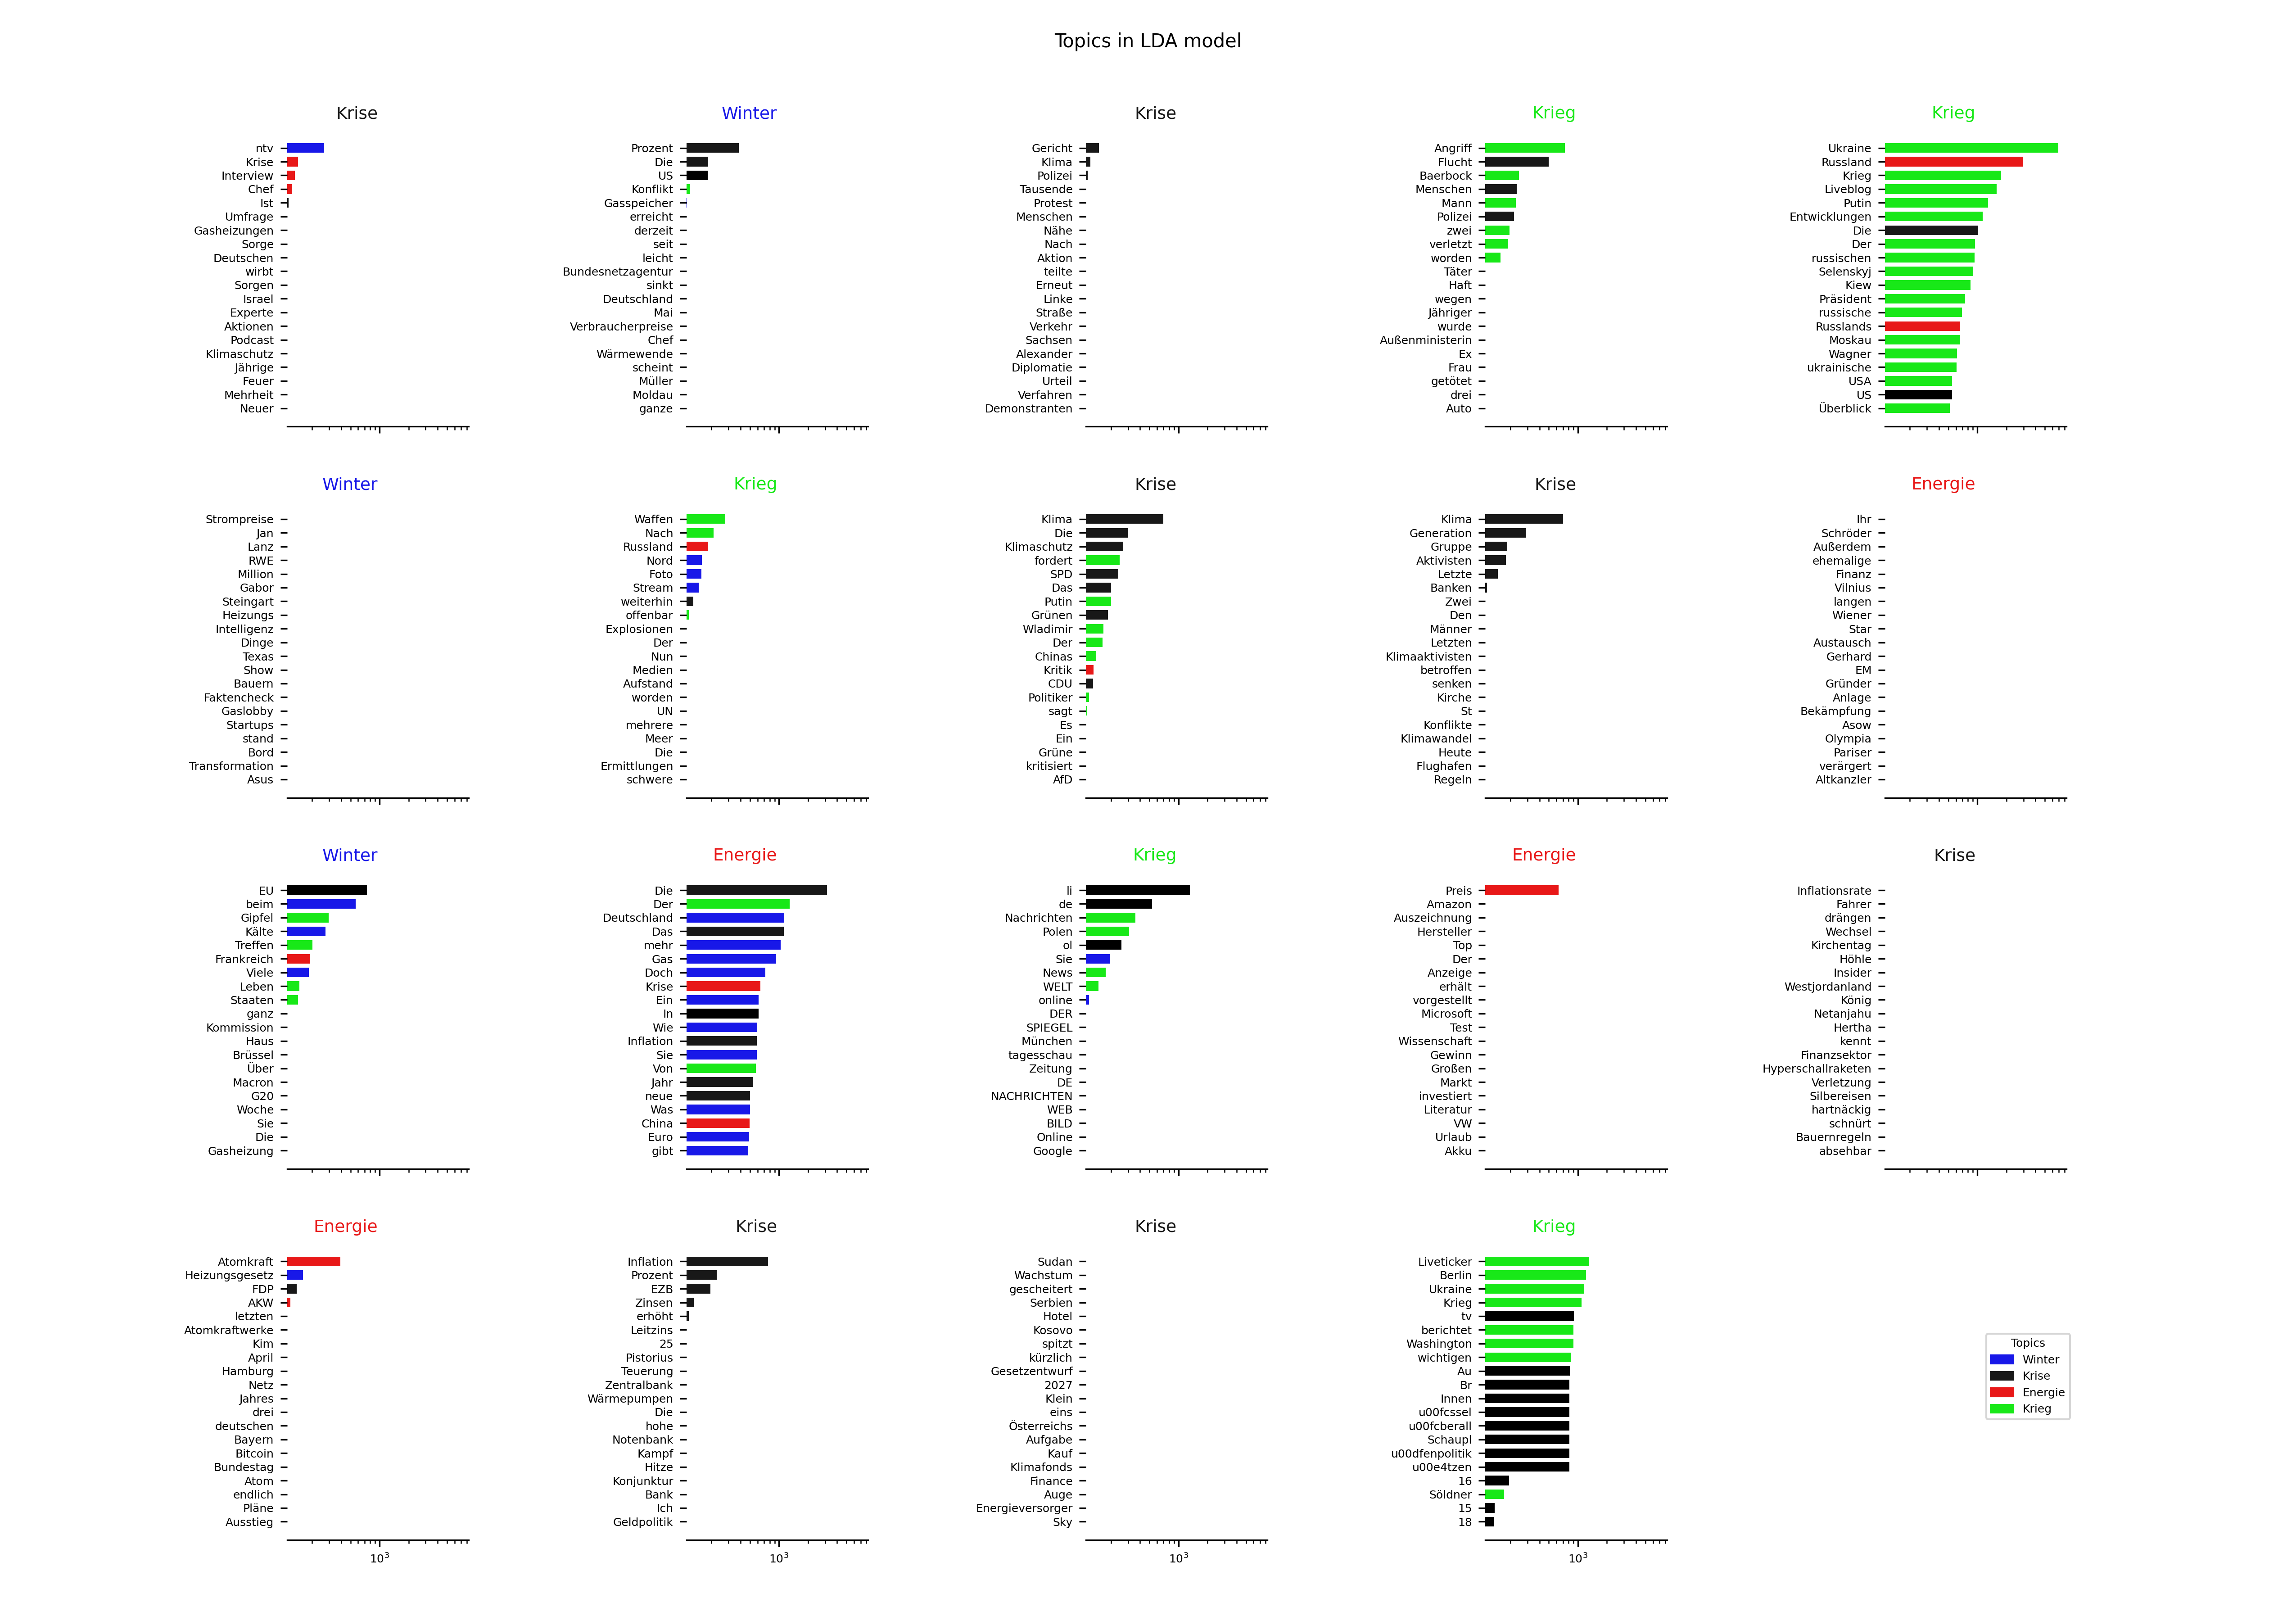 Topics in LDA model
Krise
ntv
Krise
Interview
Chef
Ist
Umfrage
Gasheizungen
Sorge
Deutschen
wirbt
Sorgen
Israel
Experte
Aktionen
Podcast
Klimaschutz
Jährige
Feuer
Mehrheit
Neuer
Winter
Prozent
Die
US
Konflikt
Gasspeicher
erreicht
derzeit
seit
leicht
Bundesnetzagentur
sinkt
Deutschland
Mai
Verbraucherpreise
Chef
Wärmewende
scheint
Müller
Moldau
ganze
Krise
Gericht
Klima
Polizei
Tausende
Protest
Menschen
Nähe
Nach
Aktion
teilte
Erneut
Linke
Straße
Verkehr
Sachsen
Alexander
Diplomatie
Urteil
Verfahren
Demonstranten
Krieg
Angriff
Flucht
Baerbock
Menschen
Mann
Polizei
zwei
verletzt
worden
Täter
Haft
wegen
Jähriger
wurde
Außenministerin
Ex
Frau
getötet
drei
Auto
Krieg
Ukraine
Russland
Krieg
Liveblog
Putin
Entwicklungen
Die
Der
russischen
Selenskyj
Kiew
Präsident
russische
Russlands
Moskau
Wagner
ukrainische
USA
US
Überblick
Winter
Strompreise
Jan
Lanz
RWE
Million
Gabor
Steingart
Heizungs
Intelligenz
Dinge
Texas
Show
Bauern
Faktencheck
Gaslobby
Startups
stand
Bord
Transformation
Asus
Krieg
Waffen
Nach
Russland
Nord
Foto
Stream
weiterhin
offenbar
Explosionen
Der
Nun
Medien
Aufstand
worden
UN
mehrere
Meer
Die
Ermittlungen
schwere
Krise
Klima
Die
Klimaschutz
fordert
SPD
Das
Putin
Grünen
Wladimir
Der
Chinas
Kritik
CDU
Politiker
sagt
Es
Ein
Grüne
kritisiert
AfD
Krise
Klima
Generation
Gruppe
Aktivisten
Letzte
Banken
Zwei
Den
Männer
Letzten
Klimaaktivisten
betroffen
senken
Kirche
St
Konflikte
Klimawandel
Heute
Flughafen
Regeln
Energie
Ihr
Schröder
Außerdem
ehemalige
Finanz
Vilnius
langen
Wiener
Star
Austausch
Gerhard
EM
Gründer
Anlage
Bekämpfung
Asow
Olympia
Pariser
verärgert
Altkanzler
Winter
EU
beim
Gipfel
Kälte
Treffen
Frankreich
Viele
Leben
Staaten
ganz
Kommission
Haus
Brüssel
Über
Macron
G20
Woche
Sie
Die
Gasheizung
Energie
Die
Der
Deutschland
Das
mehr
Gas
Doch
Krise
Ein
In
Wie
Inflation
Sie
Von
Jahr
neue
Was
China
Euro
gibt
Krieg
li
de
Nachrichten
Polen
ol
Sie
News
WELT
online
DER
SPIEGEL
München
tagesschau
Zeitung
DE
NACHRICHTEN
WEB
BILD
Online
Google
Energie
Preis
Amazon
Auszeichnung
Hersteller
Top
Der
Anzeige
erhält
vorgestellt
Microsoft
Test
Wissenschaft
Gewinn
Großen
Markt
investiert
Literatur
VW
Urlaub
Akku
Krise
Inflationsrate
Fahrer
drängen
Wechsel
Kirchentag
Höhle
Insider
Westjordanland
König
Netanjahu
Hertha
kennt
Finanzsektor
Hyperschallraketen
Verletzung
Silbereisen
hartnäckig
schnürt
Bauernregeln
absehbar
Energie
Atomkraft
Heizungsgesetz
FDP
AKW
letzten
Atomkraftwerke
Kim
April
Hamburg
Netz
Jahres
drei
deutschen
Bayern
Bitcoin
Bundestag
Atom
endlich
Pläne
Ausstieg
10³
Krise
Inflation
Prozent
EZB
Zinsen
erhöht
Leitzins
25
Pistorius
Teuerung
Zentralbank
Wärmepumpen
Die
hohe
Notenbank
Kampf
Hitze
Konjunktur
Bank
Ich
Geldpolitik
10³
Krise
Sudan
Wachstum
gescheitert
Serbien
Hotel
Kosovo
spitzt
kürzlich
Gesetzentwurf
2027
Klein
eins
Österreichs
Aufgabe
Kauf
Klimafonds
Finance
Auge
Energieversorger
Sky
10³
Krieg
Liveticker
Berlin
Ukraine
Krieg
tv
berichtet
Washington
wichtigen
Au
Br
Innen
u00fcssel
u00fcberall
Schaupl
u00dfenpolitik
u00e4tzen
16
Söldner
15
18
10³
Topics
Winter
Krise
Energie
Krieg